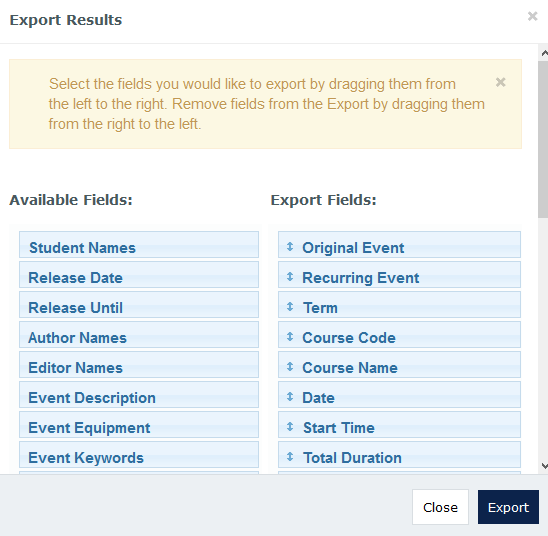 Export Results
Select the fields you would like to export by dragging them from
the left to the right. Remove fields from the Export by dragging them
from the right to the left.
Available Fields:
Student Names
Release Date
Release Until
Author Names
Editor Names
Event Description
Event Equipment
Event Keywords
Export Fields:
Original Event
Recurring Event
Term
Course Code
Course Name
Date
Start Time
Total Duration
Close
Export